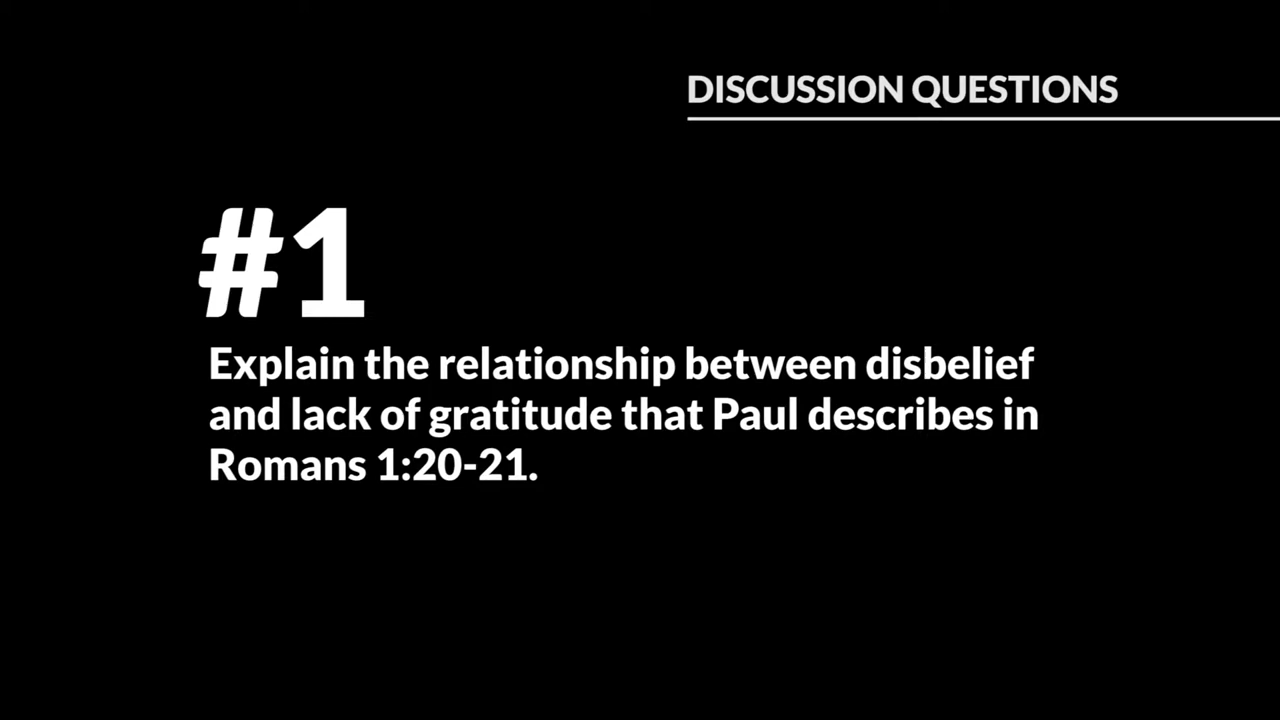 DISCUSSION QUESTIONS
#1
Explain the relationship between disbelief
and lack of gratitude that Paul describes in
Romans 1:20-21.